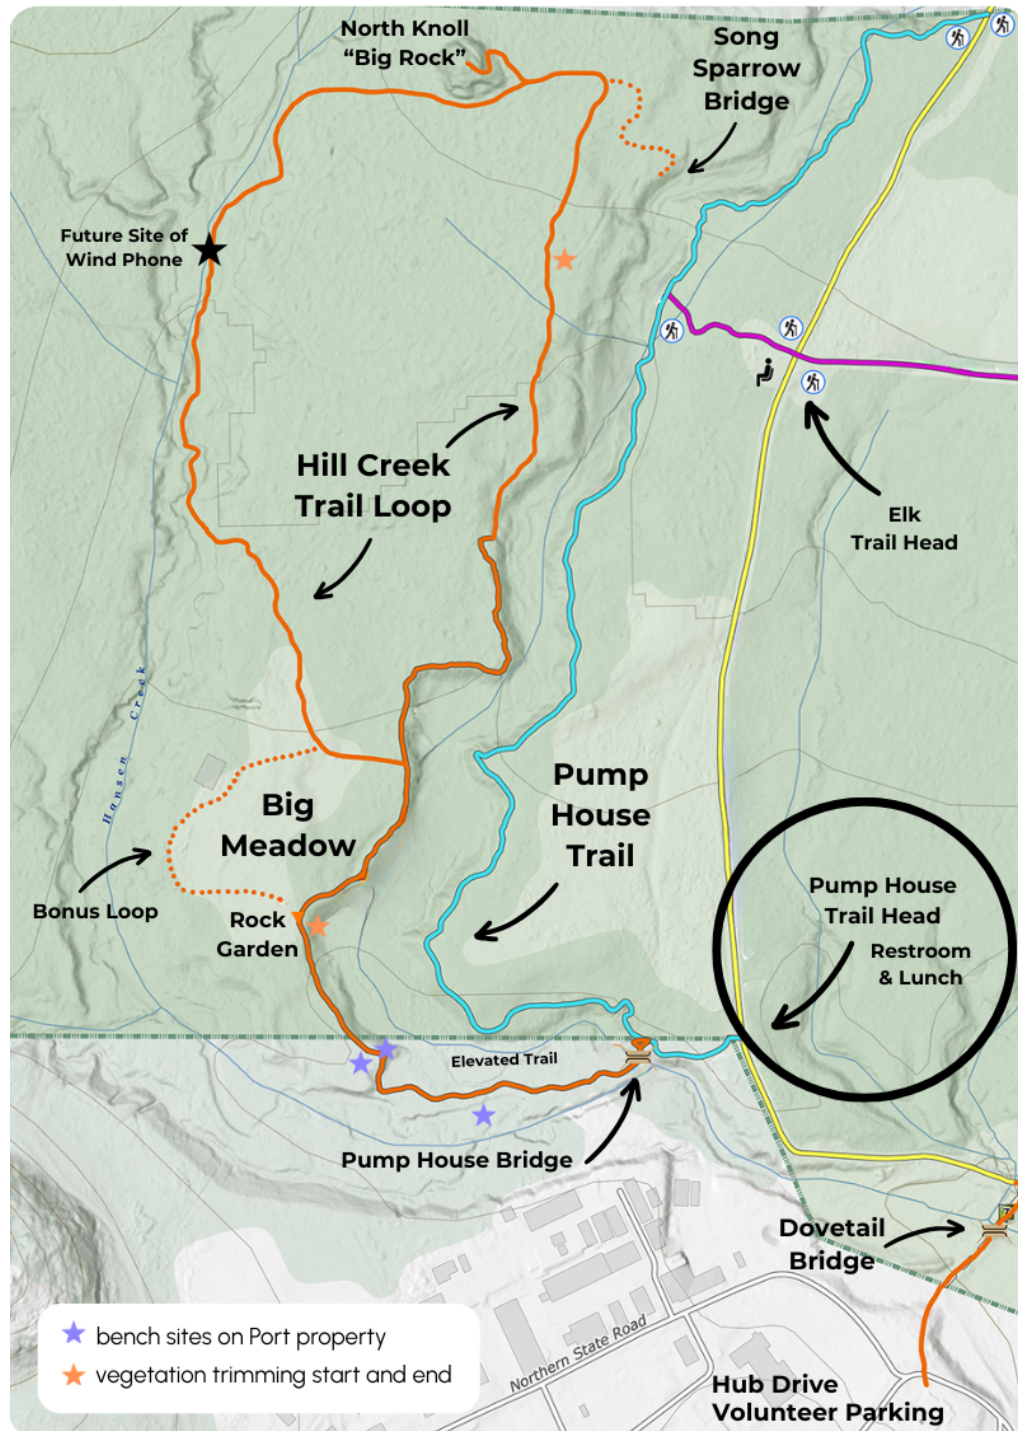 North Knoll
“Big Rock”
Song
Sparrow
Bridge
Future Site of
Wind Phone
Hill Creek
Trail Loop
Elk
Trail Head
Hansen Creek
Pump
House
Trail
Big
Meadow
Bonus Loop
Rock
Garden
Pump House
Trail Head
Restroom
& Lunch
Elevated Trail
Pump House Bridge
Dovetail
Bridge
bench sites on Port property
vegetation trimming start and end
Northern State Road
Hub Drive
Volunteer Parking